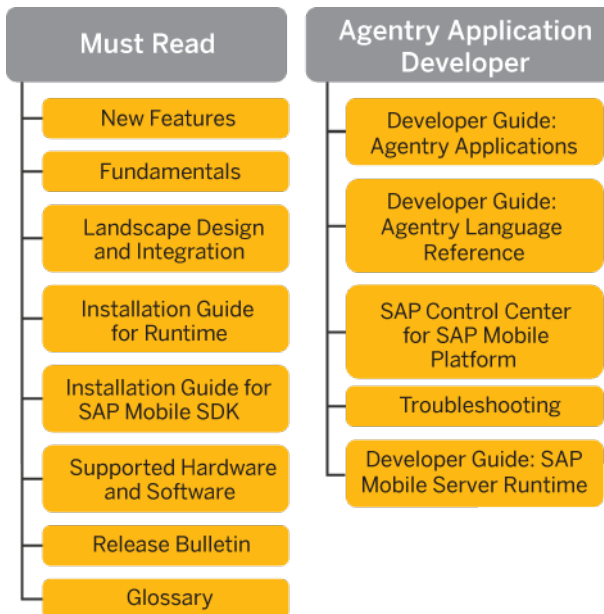 Must Read
New Features
Fundamentals
Landscape Design
and Integration
Installation Guide
for Runtime
Installation Guide for
SAP Mobile SDK
Supported Hardware
and Software
Release Bulletin
Glossary
Agentry Application
Developer
Developer Guide:
Agentry Applications
Developer Guide:
Agentry Language
Reference
SAP Control Center
for SAP Mobile
Platform
Troubleshooting
Developer Guide: SAP
Mobile Server Runtime